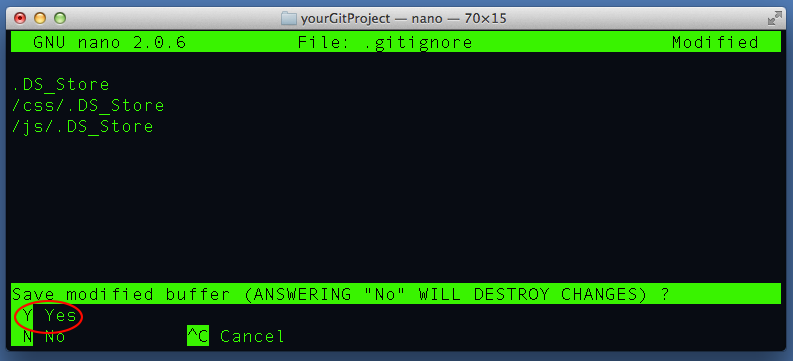 yourGitProject — nano — 70×15
GNU nano 2.0.6 File: .gitignore Modified
.DS_Store
/css/.DS_Store
/js/.DS_Store
Save modified buffer (ANSWERING "No" WILL DESTROY CHANGES) ?
Y Yes
N No ^C Cancel